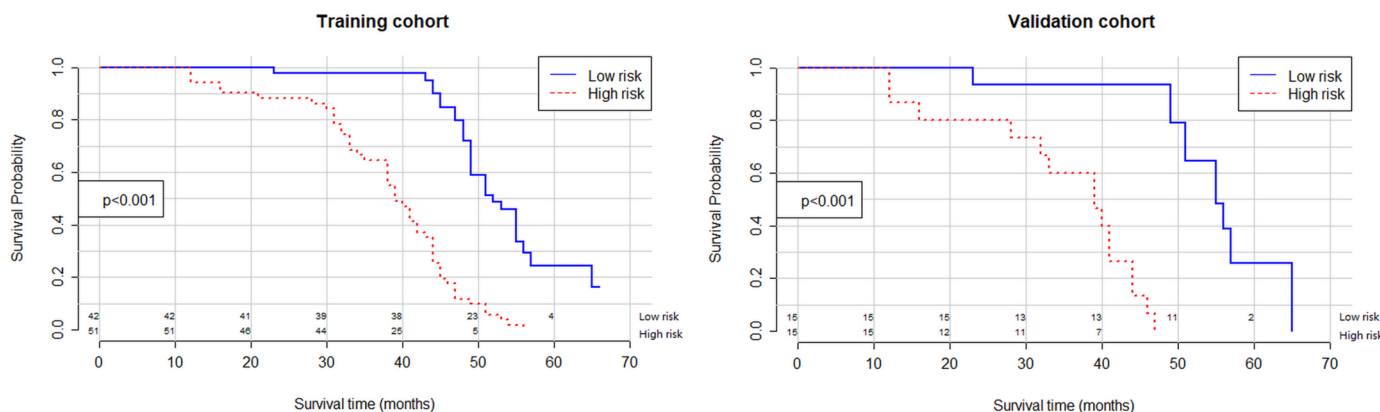 Training cohort
Survival Probability
1.0
0.8
0.6
0.4
0.2
0.0
Low risk
High risk
p<0.001
42 42 41 39 38 23 4 Low risk
51 51 46 44 25 5 High risk
0 10 20 30 40 50 60 70
Survival time (months)
Validation cohort
Survival Probability
1.0
0.8
0.6
0.4
0.2
0.0
Low risk
High risk
p<0.001
15 15 15 13 13 11 2 Low risk
15 15 12 11 7 High risk
0 10 20 30 40 50 60 70
Survival time (months)